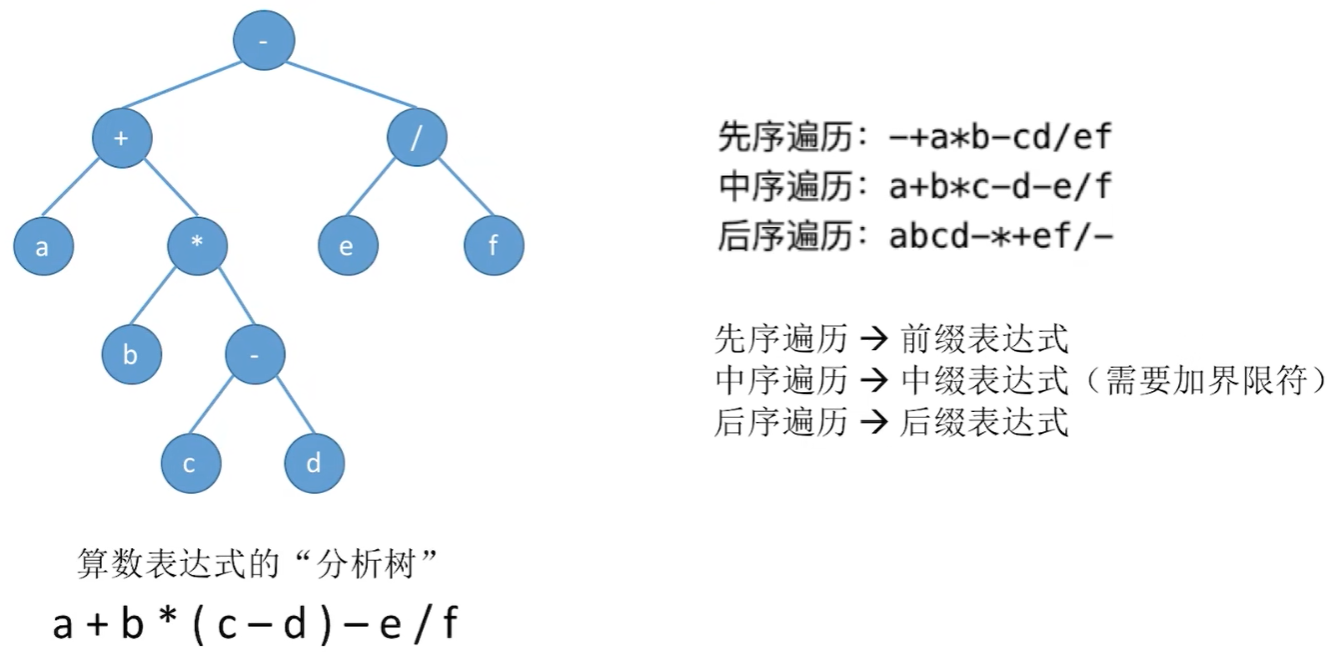 -
+ /
a * e f
b -
c d
算数表达式的“分析树”
a + b * ( c – d ) – e / f
先序遍历：-+a*b-cd/ef
中序遍历：a+b*c-d-e/f
后序遍历：abcd-*+ef/-
先序遍历 → 前缀表达式
中序遍历 → 中缀表达式（需要加界限符）
后序遍历 → 后缀表达式